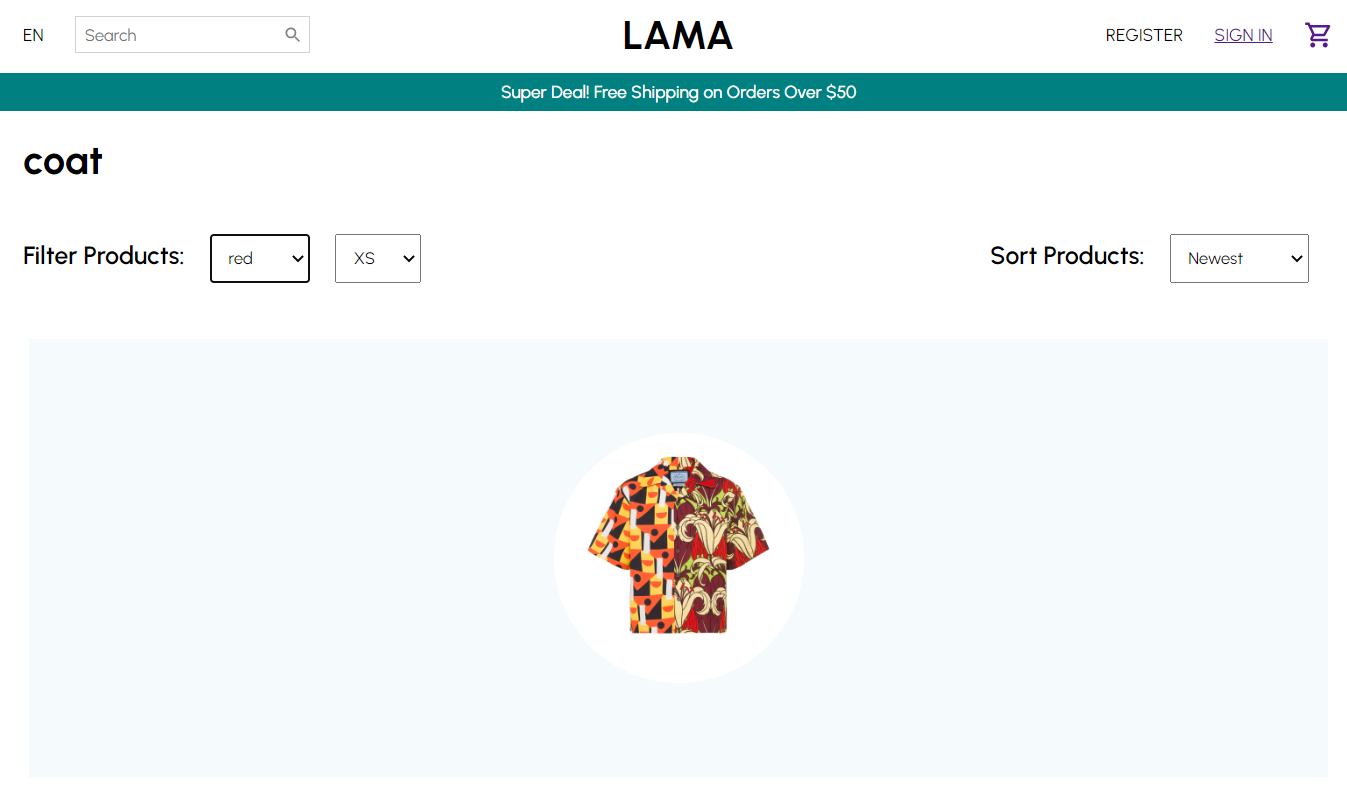 EN
Search
LAMA
REGISTER
SIGN IN
Super Deal! Free Shipping on Orders Over $50
coat
Filter Products:
red
XS
Sort Products:
Newest